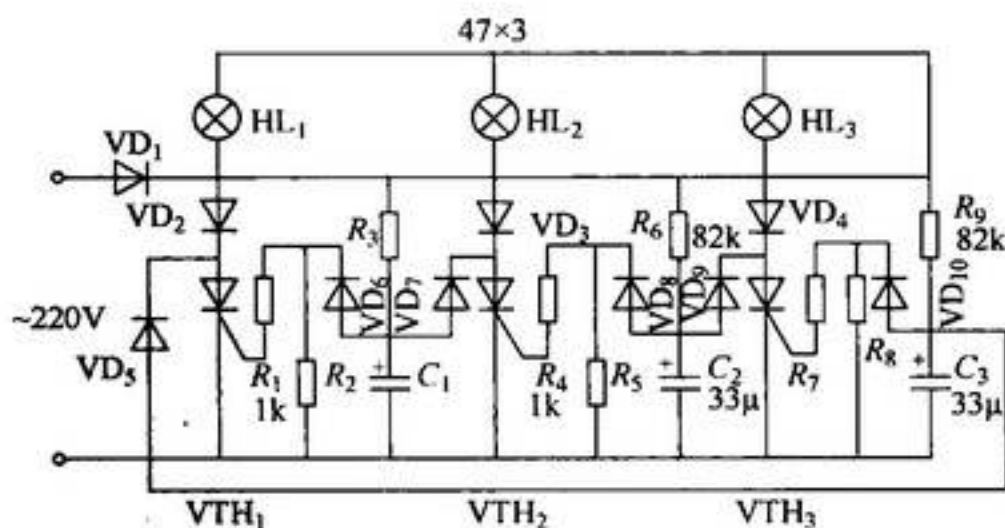 47×3
HL₁
HL₂
HL₃
VD₁
VD₂
R₃
VD₃
R₆
82k
VD₄
R₉
82k
VD₆
VD₇
VD₈
VD₉
VD₁₀
~220V
VD₅
R₁
1k
R₂
C₁
R₄
1k
R₅
C₂
33μ
R₇
R₈
C₃
33μ
+
+
+
VTH₁
VTH₂
VTH₃